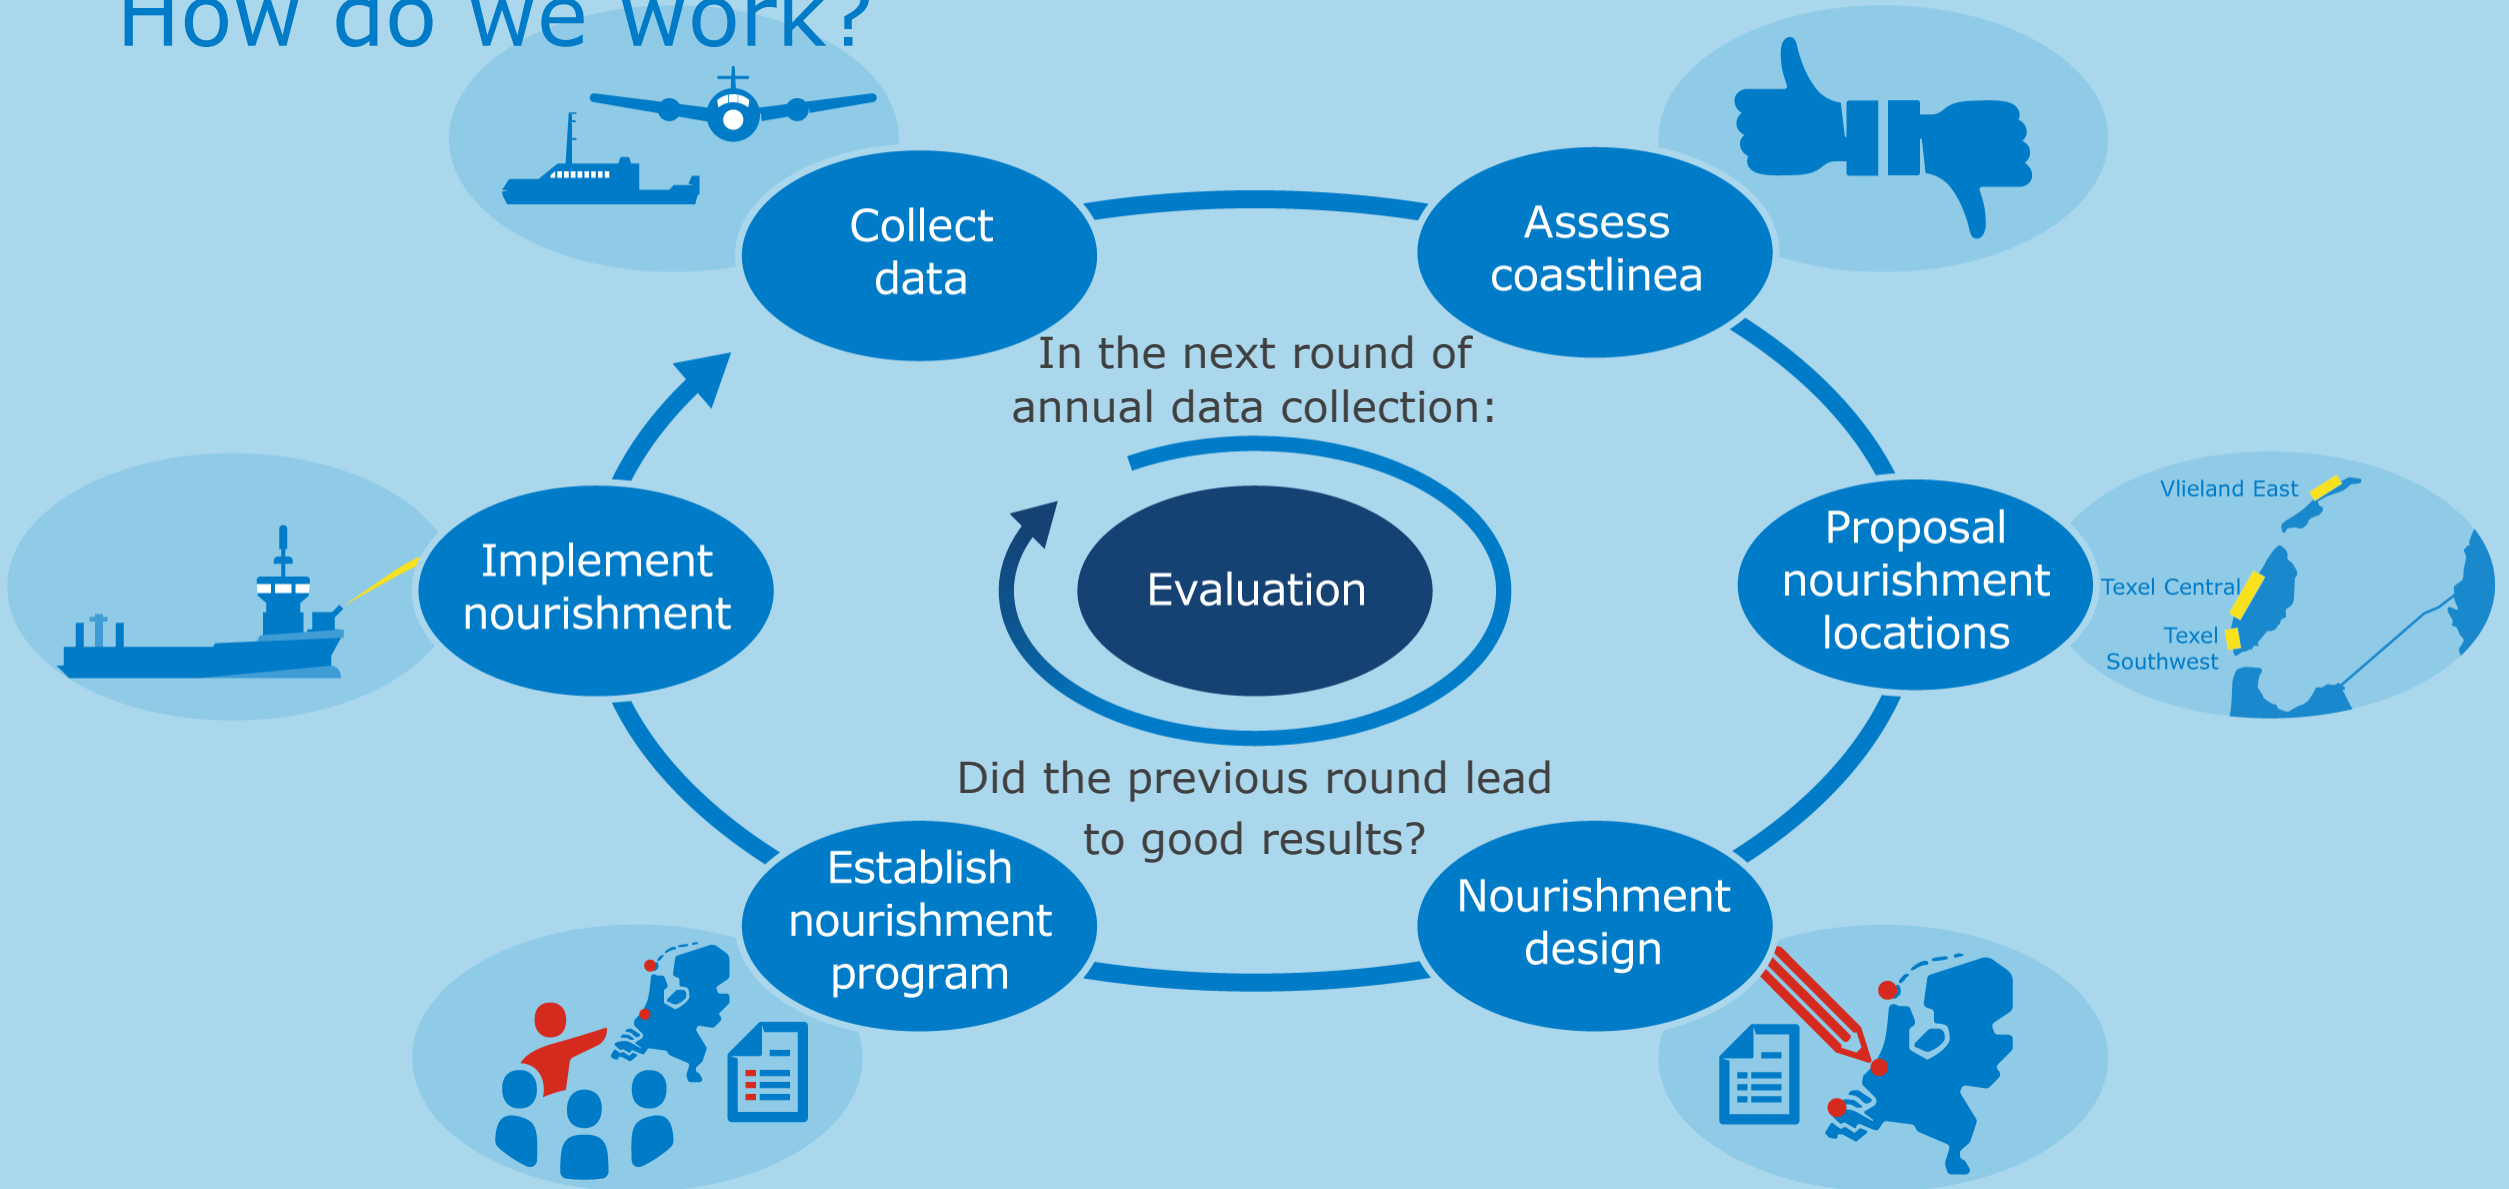 How do we work?
Collect
data
Assess
coastlinea
In the next round of
annual data collection:
Proposal
nourishment
locations
Vlieland East
Texel Central
Texel
Southwest
Implement
nourishment
Evaluation
Did the previous round lead
to good results?
Establish
nourishment
program
Nourishment
design